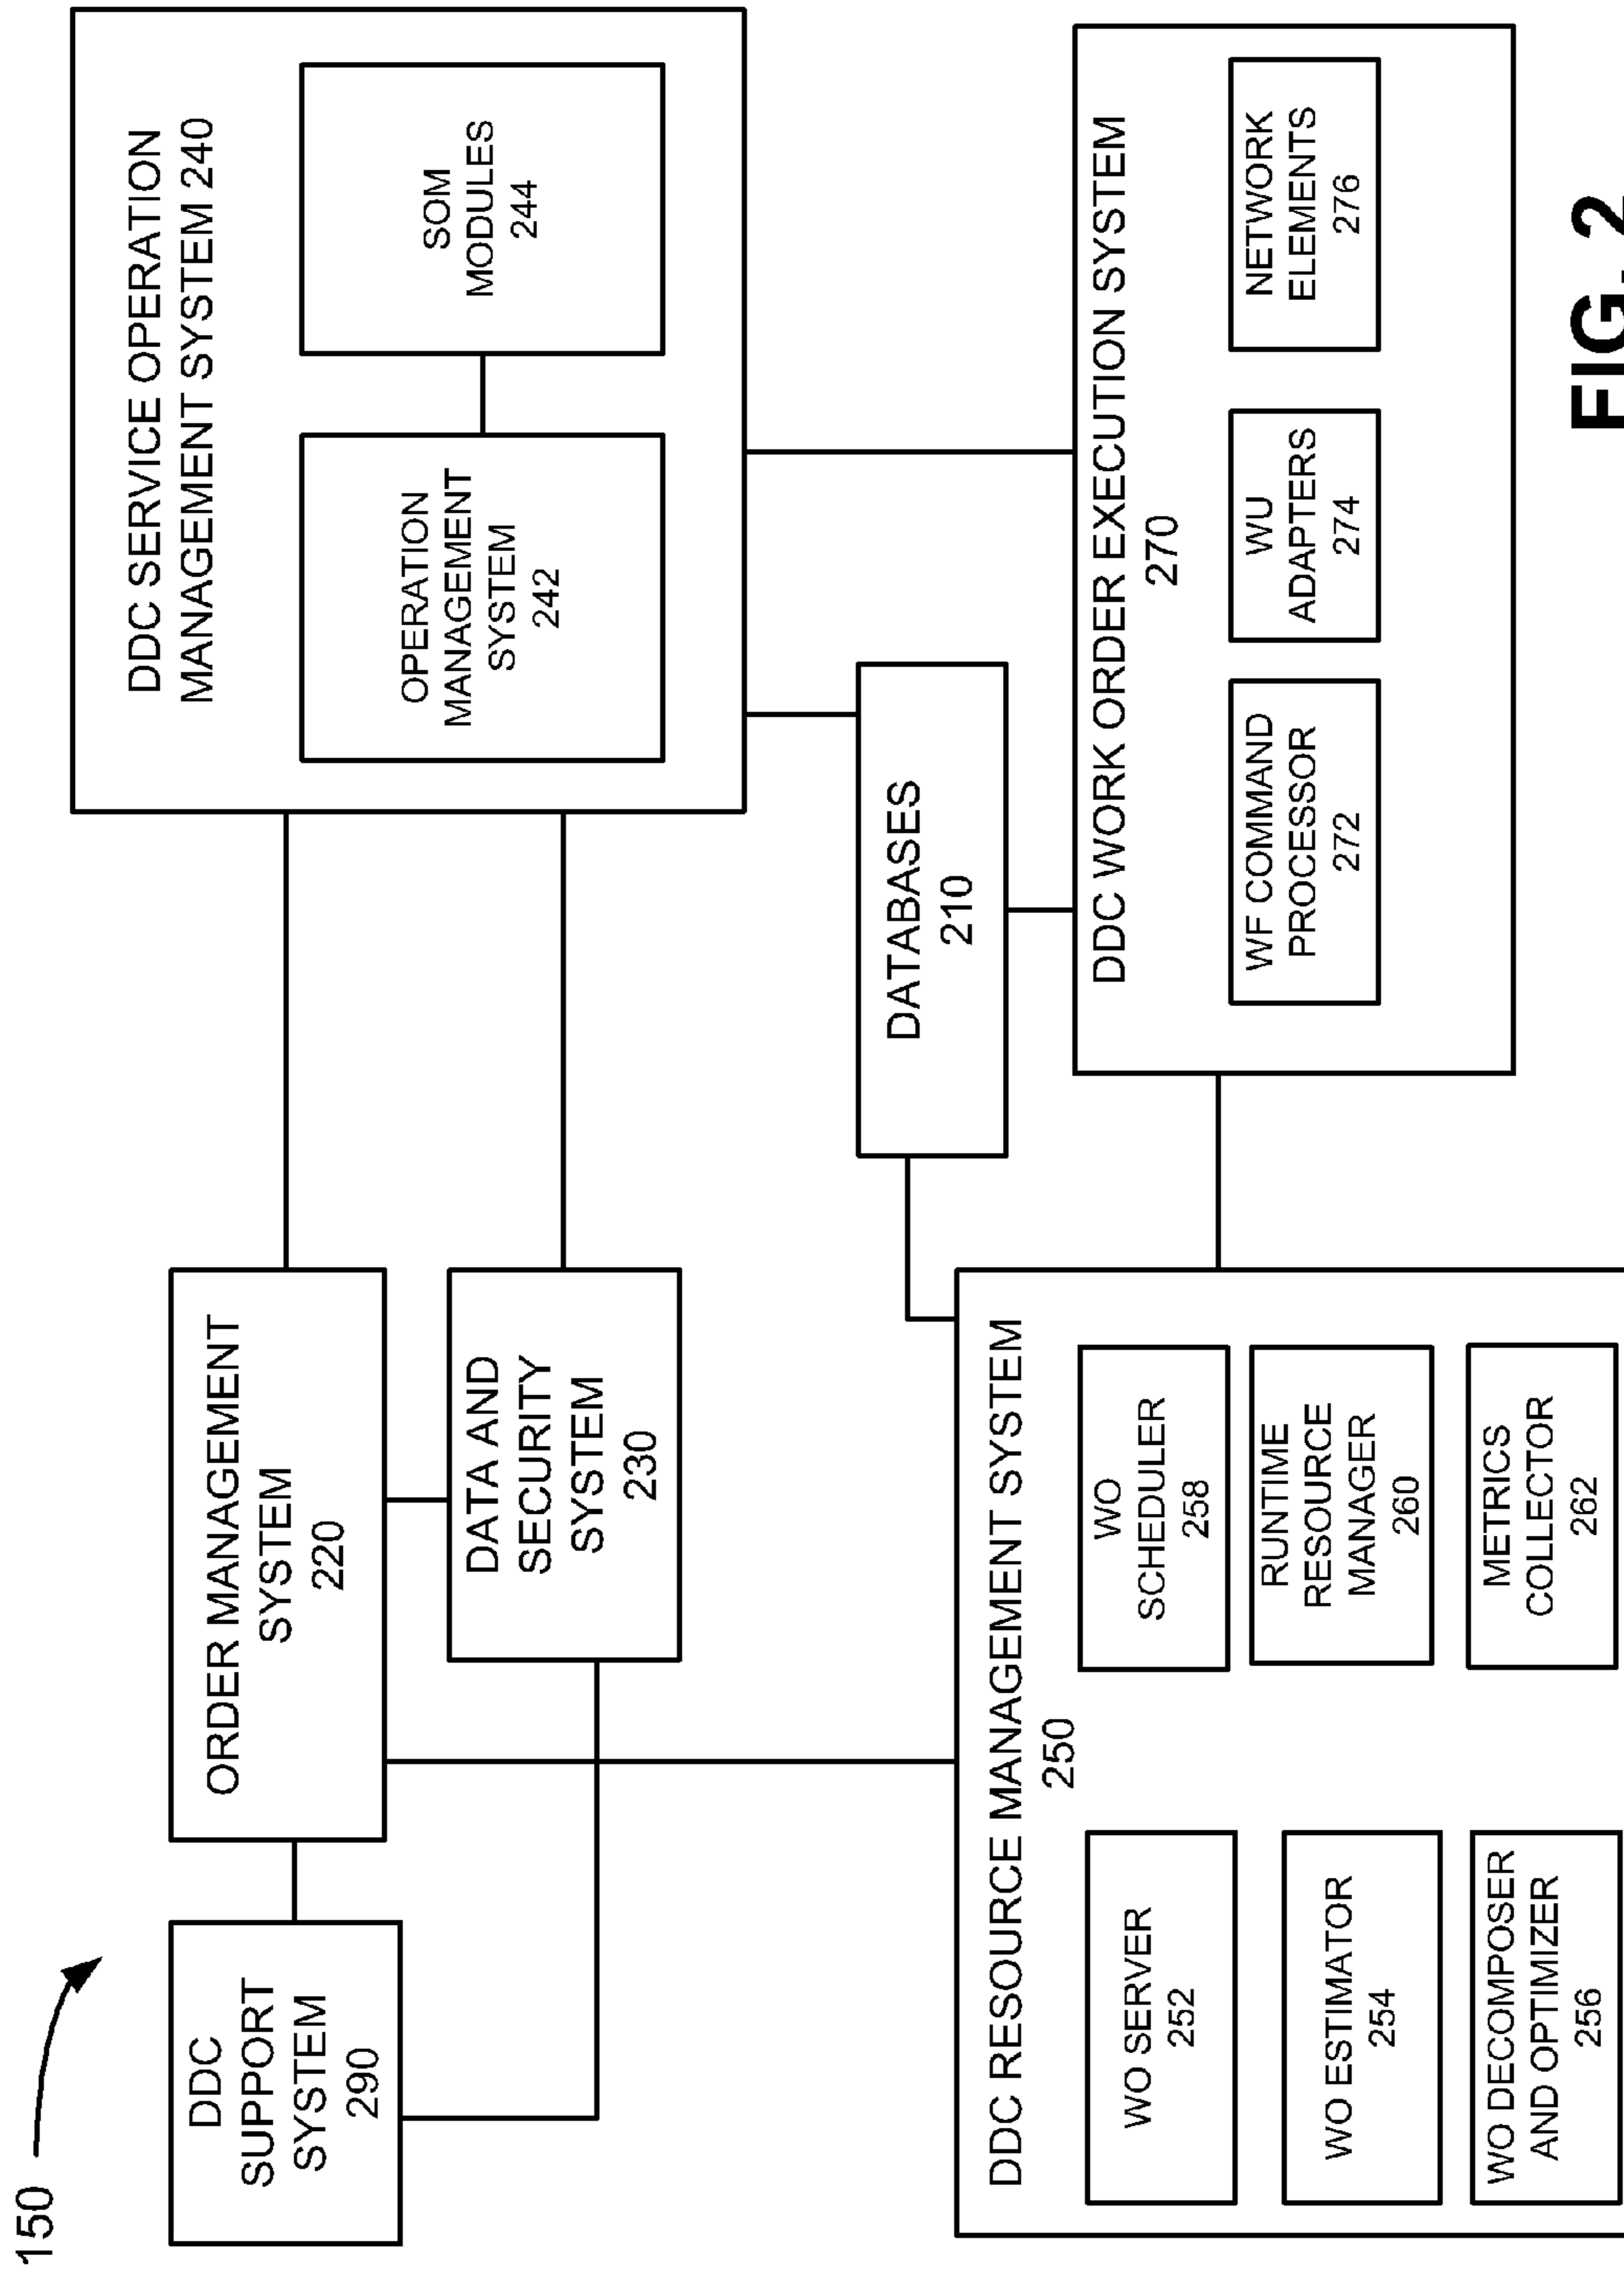 150
DDC
SUPPORT
SYSTEM
290
ORDER MANAGEMENT
SYSTEM
220
DATA AND
SECURITY
SYSTEM
230
DDC SERVICE OPERATION
MANAGEMENT SYSTEM 240
OPERATION
MANAGEMENT
SYSTEM
242
SOM
MODULES
244
DATABASES
210
DDC RESOURCE MANAGEMENT SYSTEM
250
WO SERVER
252
WO
SCHEDULER
258
WO ESTIMATOR
254
RUNTIME
RESOURCE
MANAGER
260
WO DECOMPOSER
AND OPTIMIZER
256
METRICS
COLLECTOR
262
DDC WORK ORDER EXECUTION SYSTEM
270
WF COMMAND
PROCESSOR
272
WU
ADAPTERS
274
NETWORK
ELEMENTS
276
FIG. 2